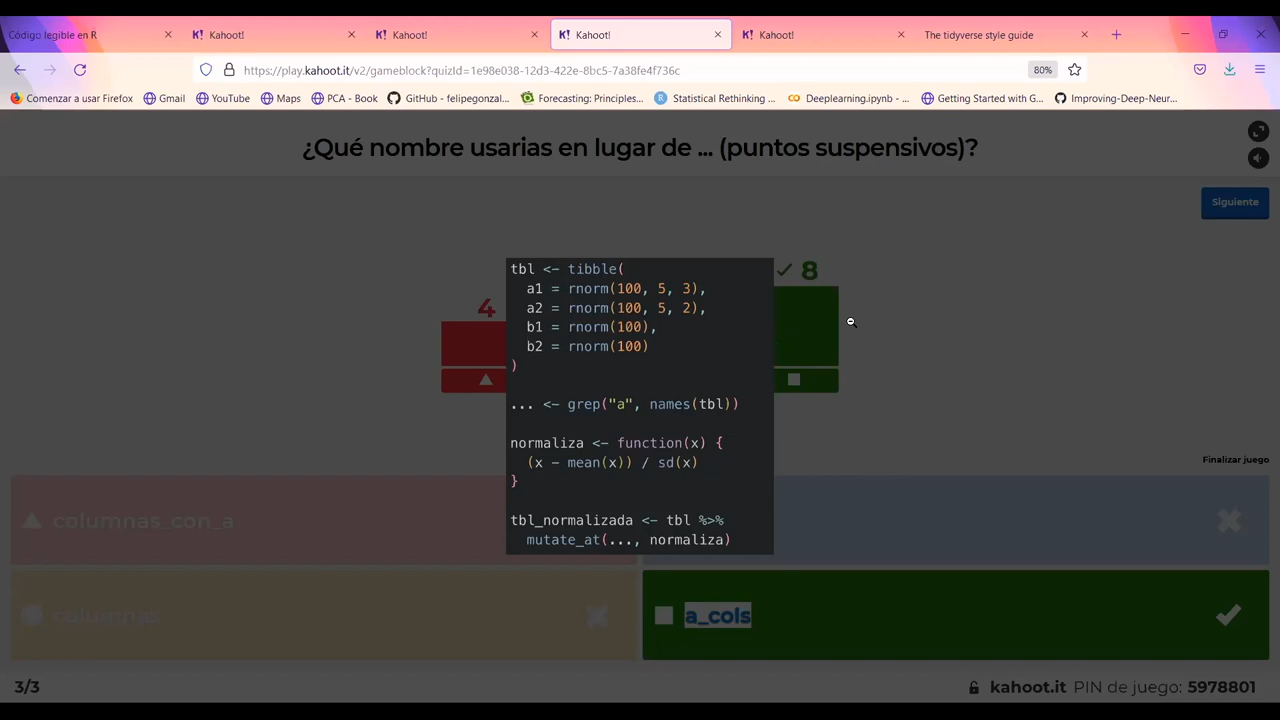 Código legible en R
Kahoot!
Kahoot!
Kahoot!
Kahoot!
The tidyverse style guide
https://play.kahoot.it/v2/gameblock?quizId=1e98e038-12d3-422e-8bc5-7a38fe4f736c
80%
Comenzar a usar Firefox
Gmail
YouTube
Maps
PCA - Book
GitHub - felipegonzal...
Forecasting: Principles...
Statistical Rethinking ...
Deeplearning.ipynb - ...
Getting Started with G...
Improving-Deep-Neur...
¿Qué nombre usarias en lugar de ... (puntos suspensivos)?
Siguiente
4
8
tbl <- tibble(
a1 = rnorm(100, 5, 3),
a2 = rnorm(100, 5, 2),
b1 = rnorm(100),
b2 = rnorm(100)
)
... <- grep("a", names(tbl))
normaliza <- function(x) {
(x - mean(x)) / sd(x)
}
tbl_normalizada <- tbl %>%
mutate_at(..., normaliza)
Finalizar juego
columnas_con_a
columnas
a_cols
3/3
kahoot.it PIN de juego: 5978801